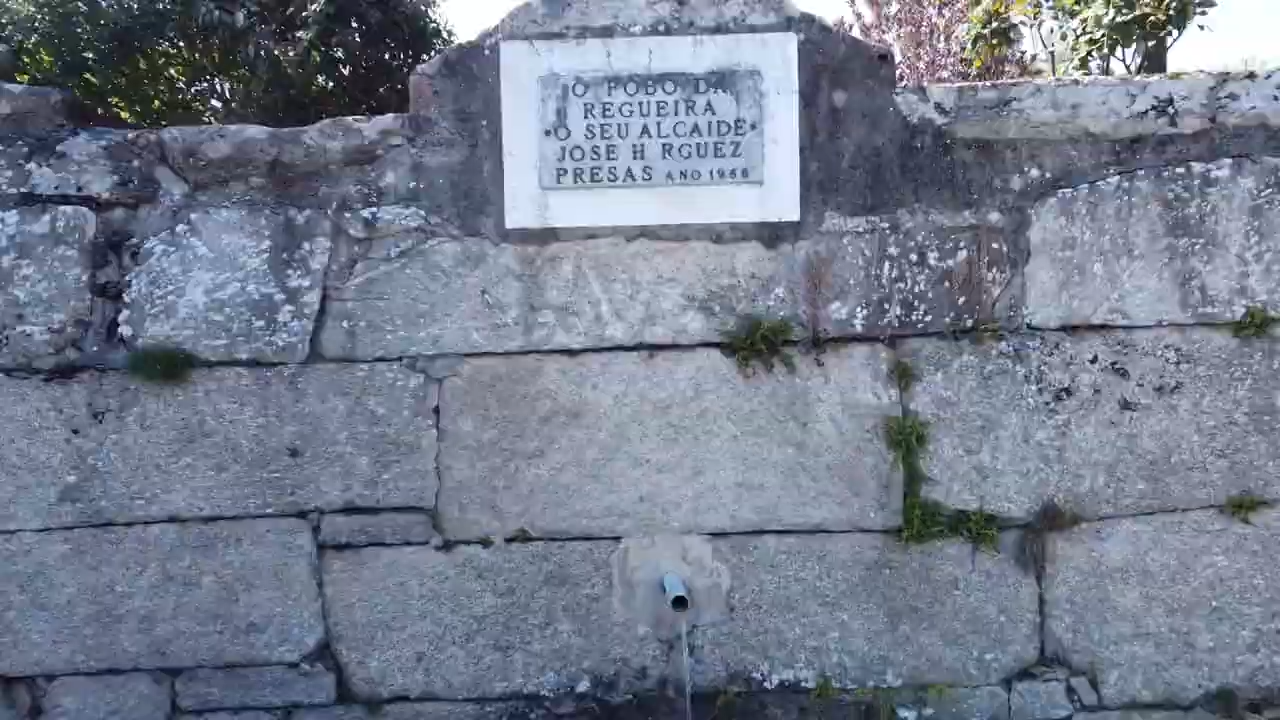 O POBO DA
REGUEIRA
•O SEU ALCAIDE•
JOSE H RGUEZ
PRESAS ANO 1966